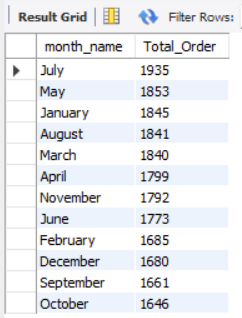 Result Grid Filter Rows:
month_name Total_Order
July 1935
May 1853
January 1845
August 1841
March 1840
April 1799
November 1792
June 1773
February 1685
December 1680
September 1661
October 1646